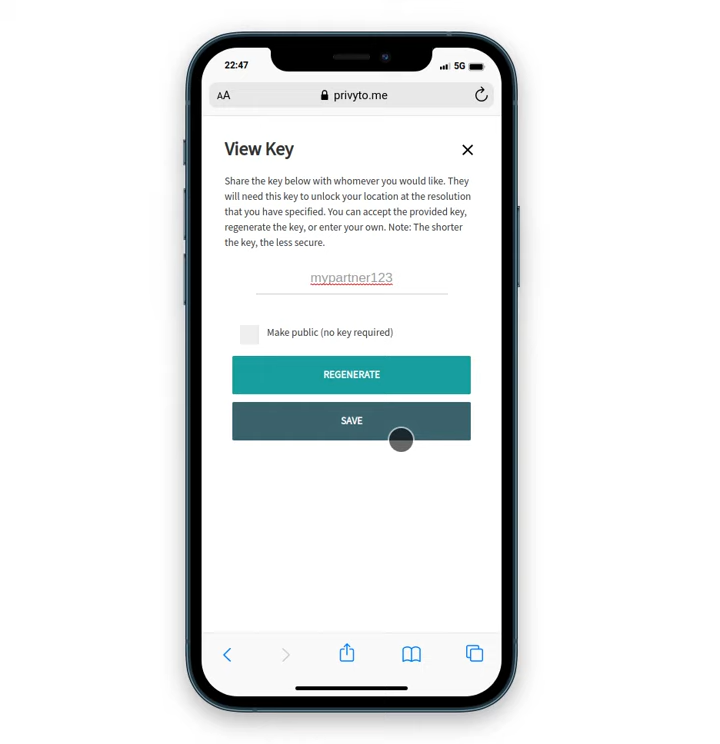 22:47
5G
AA
privyto.me
View Key
Share the key below with whomever you would like. They
will need this key to unlock your location at the resolution
that you have specified. You can accept the provided key,
regenerate the key, or enter your own. Note: The shorter
the key, the less secure.
mypartner123
Make public (no key required)
REGENERATE
SAVE